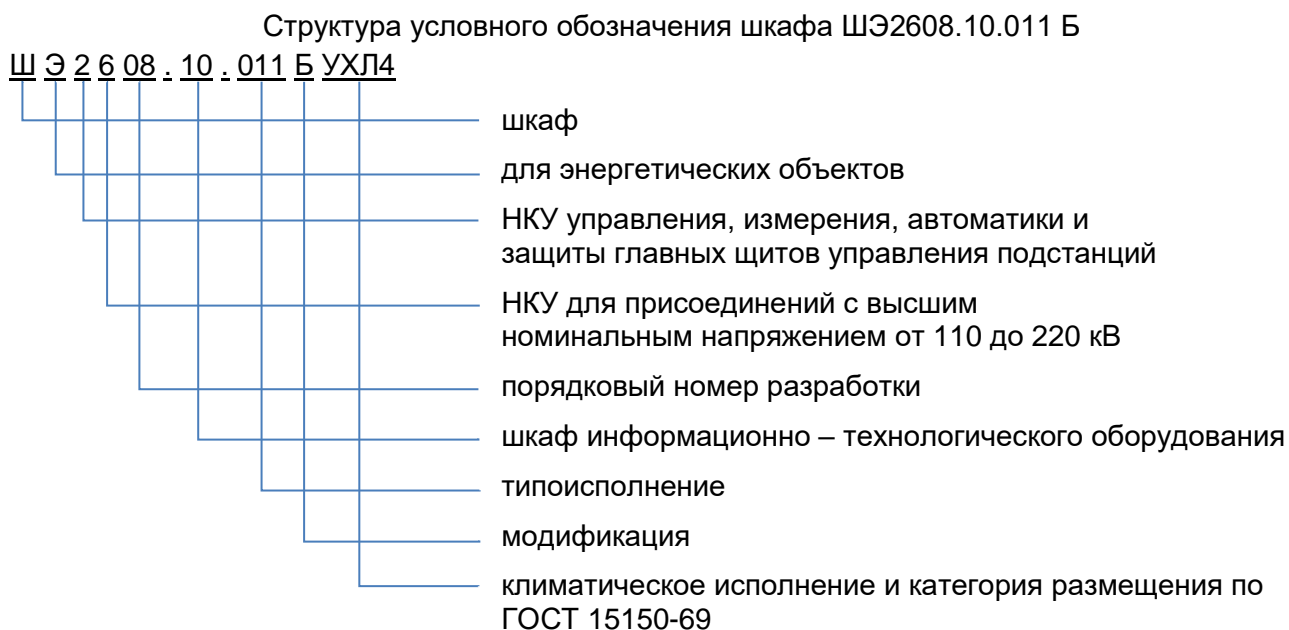 Структура условного обозначения шкафа ШЭ2608.10.011 Б
Ш Э 2 6 08 . 10 . 011 Б УХЛ4
шкаф
для энергетических объектов
НКУ управления, измерения, автоматики и
защиты главных щитов управления подстанций
НКУ для присоединений с высшим
номинальным напряжением от 110 до 220 кВ
порядковый номер разработки
шкаф информационно – технологического оборудования
типоисполнение
модификация
климатическое исполнение и категория размещения по
ГОСТ 15150-69